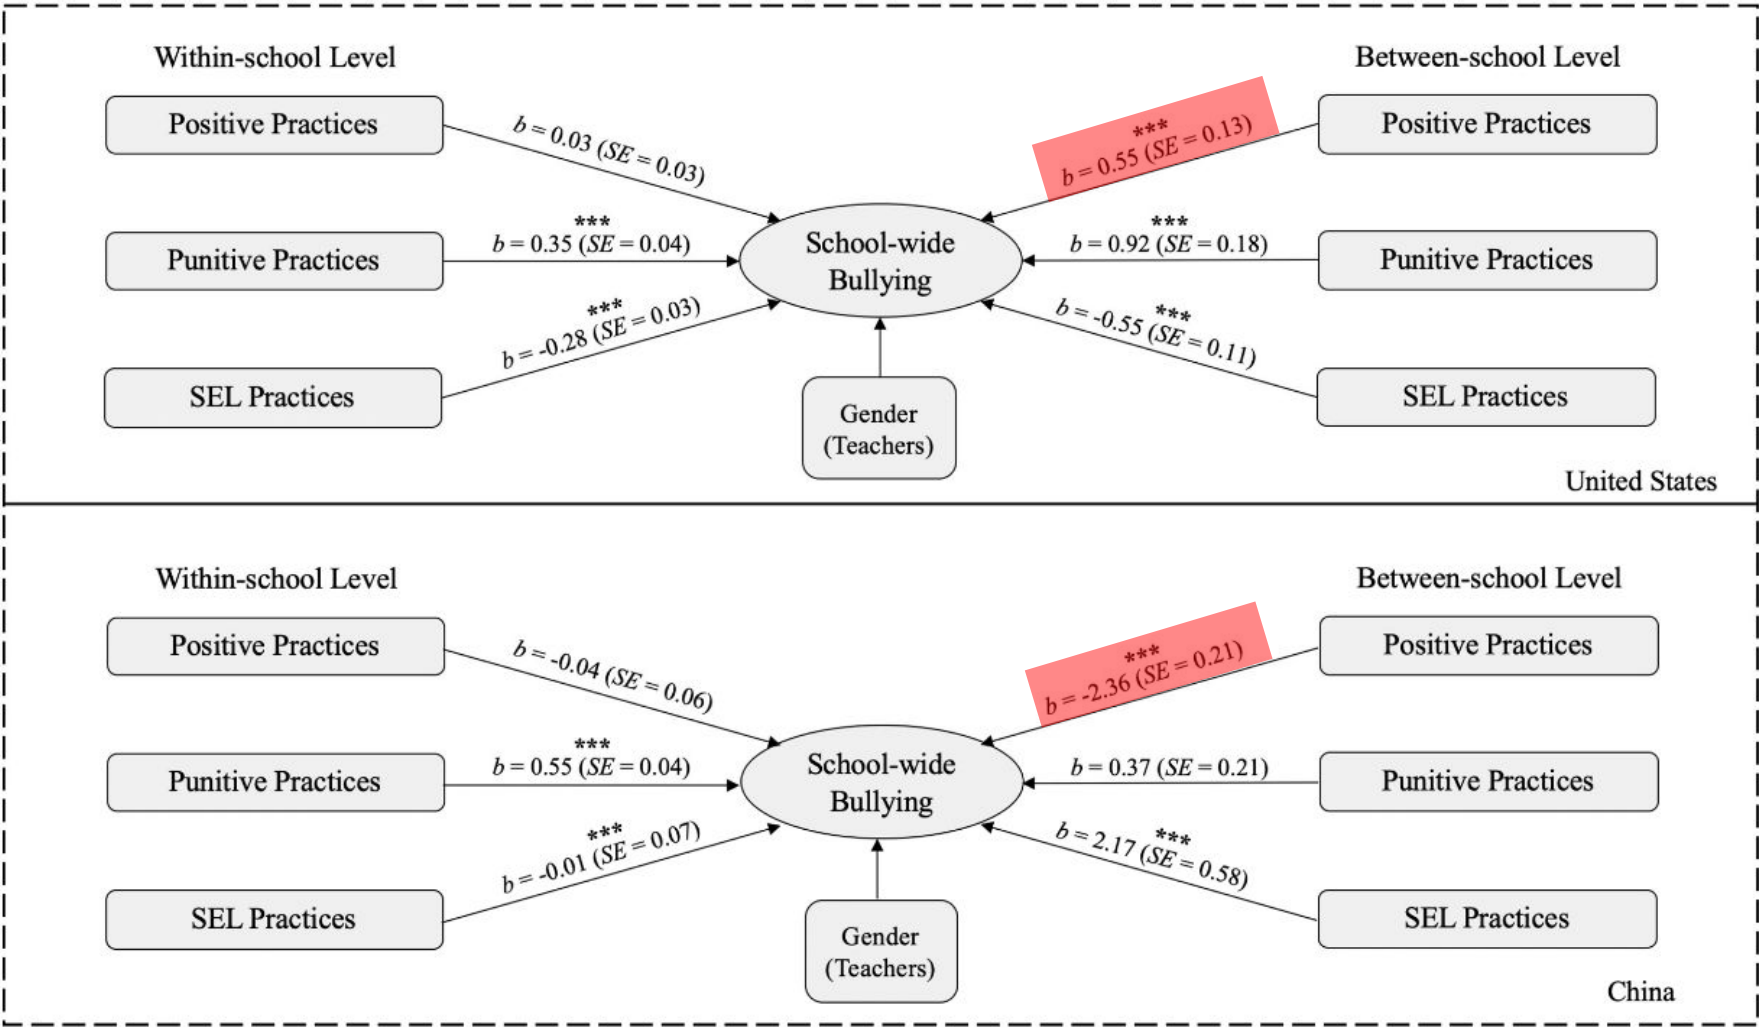 Within-school Level
Between-school Level
Positive Practices
b = 0.03 (SE = 0.03)
***
b = 0.55 (SE = 0.13)
Positive Practices
Punitive Practices
***
b = 0.35 (SE = 0.04)
School-wide
Bullying
***
b = 0.92 (SE = 0.18)
Punitive Practices
SEL Practices
***
b = -0.28 (SE = 0.03)
***
b = -0.55 (SE = 0.11)
SEL Practices
Gender
(Teachers)
United States
Within-school Level
Between-school Level
Positive Practices
b = -0.04 (SE = 0.06)
***
b = -2.36 (SE = 0.21)
Positive Practices
Punitive Practices
***
b = 0.55 (SE = 0.04)
School-wide
Bullying
b = 0.37 (SE = 0.21)
Punitive Practices
SEL Practices
***
b = -0.01 (SE = 0.07)
***
b = 2.17 (SE = 0.58)
SEL Practices
Gender
(Teachers)
China